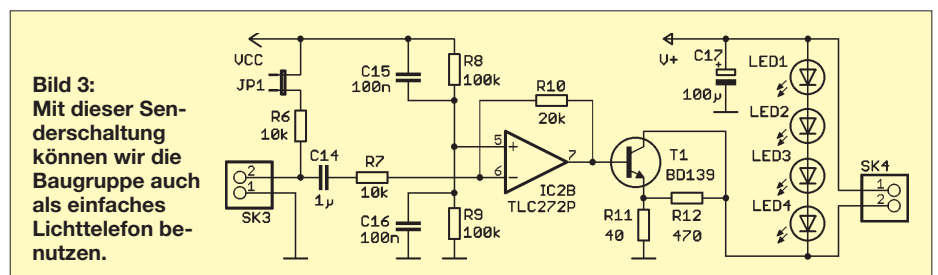 Bild 3:
Mit dieser Sen-
derschaltung
können wir die
Baugruppe auch
als einfaches
Lichttelefon be-
nutzen.
VCC
JP1
R6
10k
2
1
SK3
C14
1µ
R7
10k
C15
100n
C16
100n
R8
100k
R9
100k
R10
20k
5
+
6
-
7
IC2B
TLC272P
T1
BD139
R11
40
R12
470
V+
C17
+
100µ
LED1
LED2
LED3
LED4
SK4
1
2